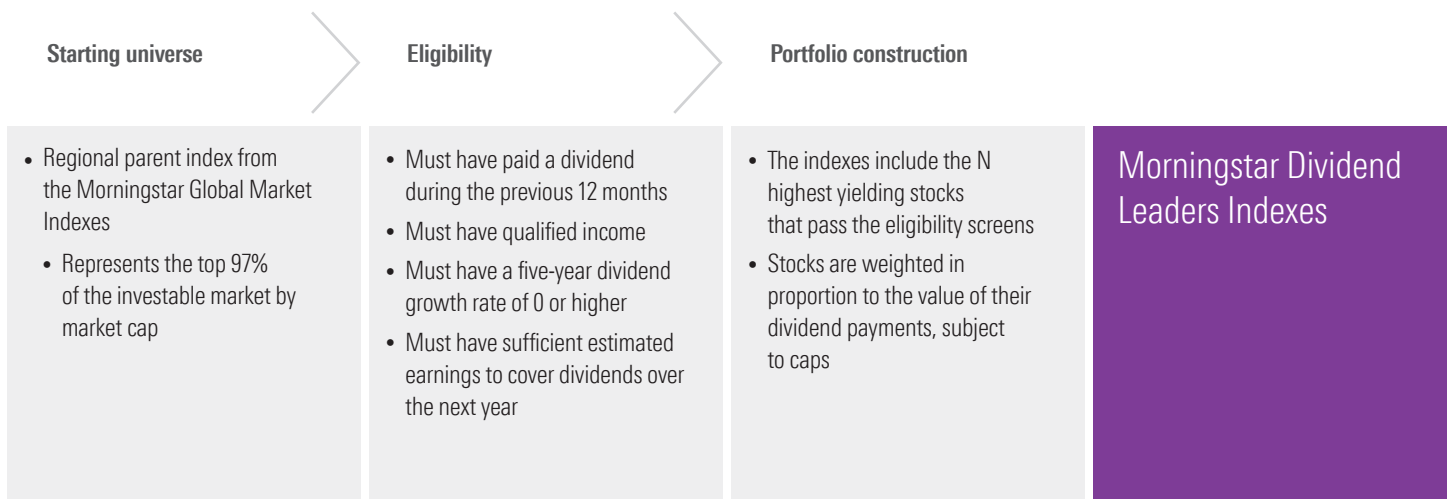 Starting universe
Eligibility
Portfolio construction
• Regional parent index from
the Morningstar Global Market
Indexes
• Represents the top 97%
of the investable market by
market cap
• Must have paid a dividend
during the previous 12 months
• Must have qualified income
• Must have a five-year dividend
growth rate of 0 or higher
• Must have sufficient estimated
earnings to cover dividends over
the next year
• The indexes include the N
highest yielding stocks
that pass the eligibility screens
• Stocks are weighted in
proportion to the value of their
dividend payments, subject
to caps
Morningstar Dividend
Leaders Indexes